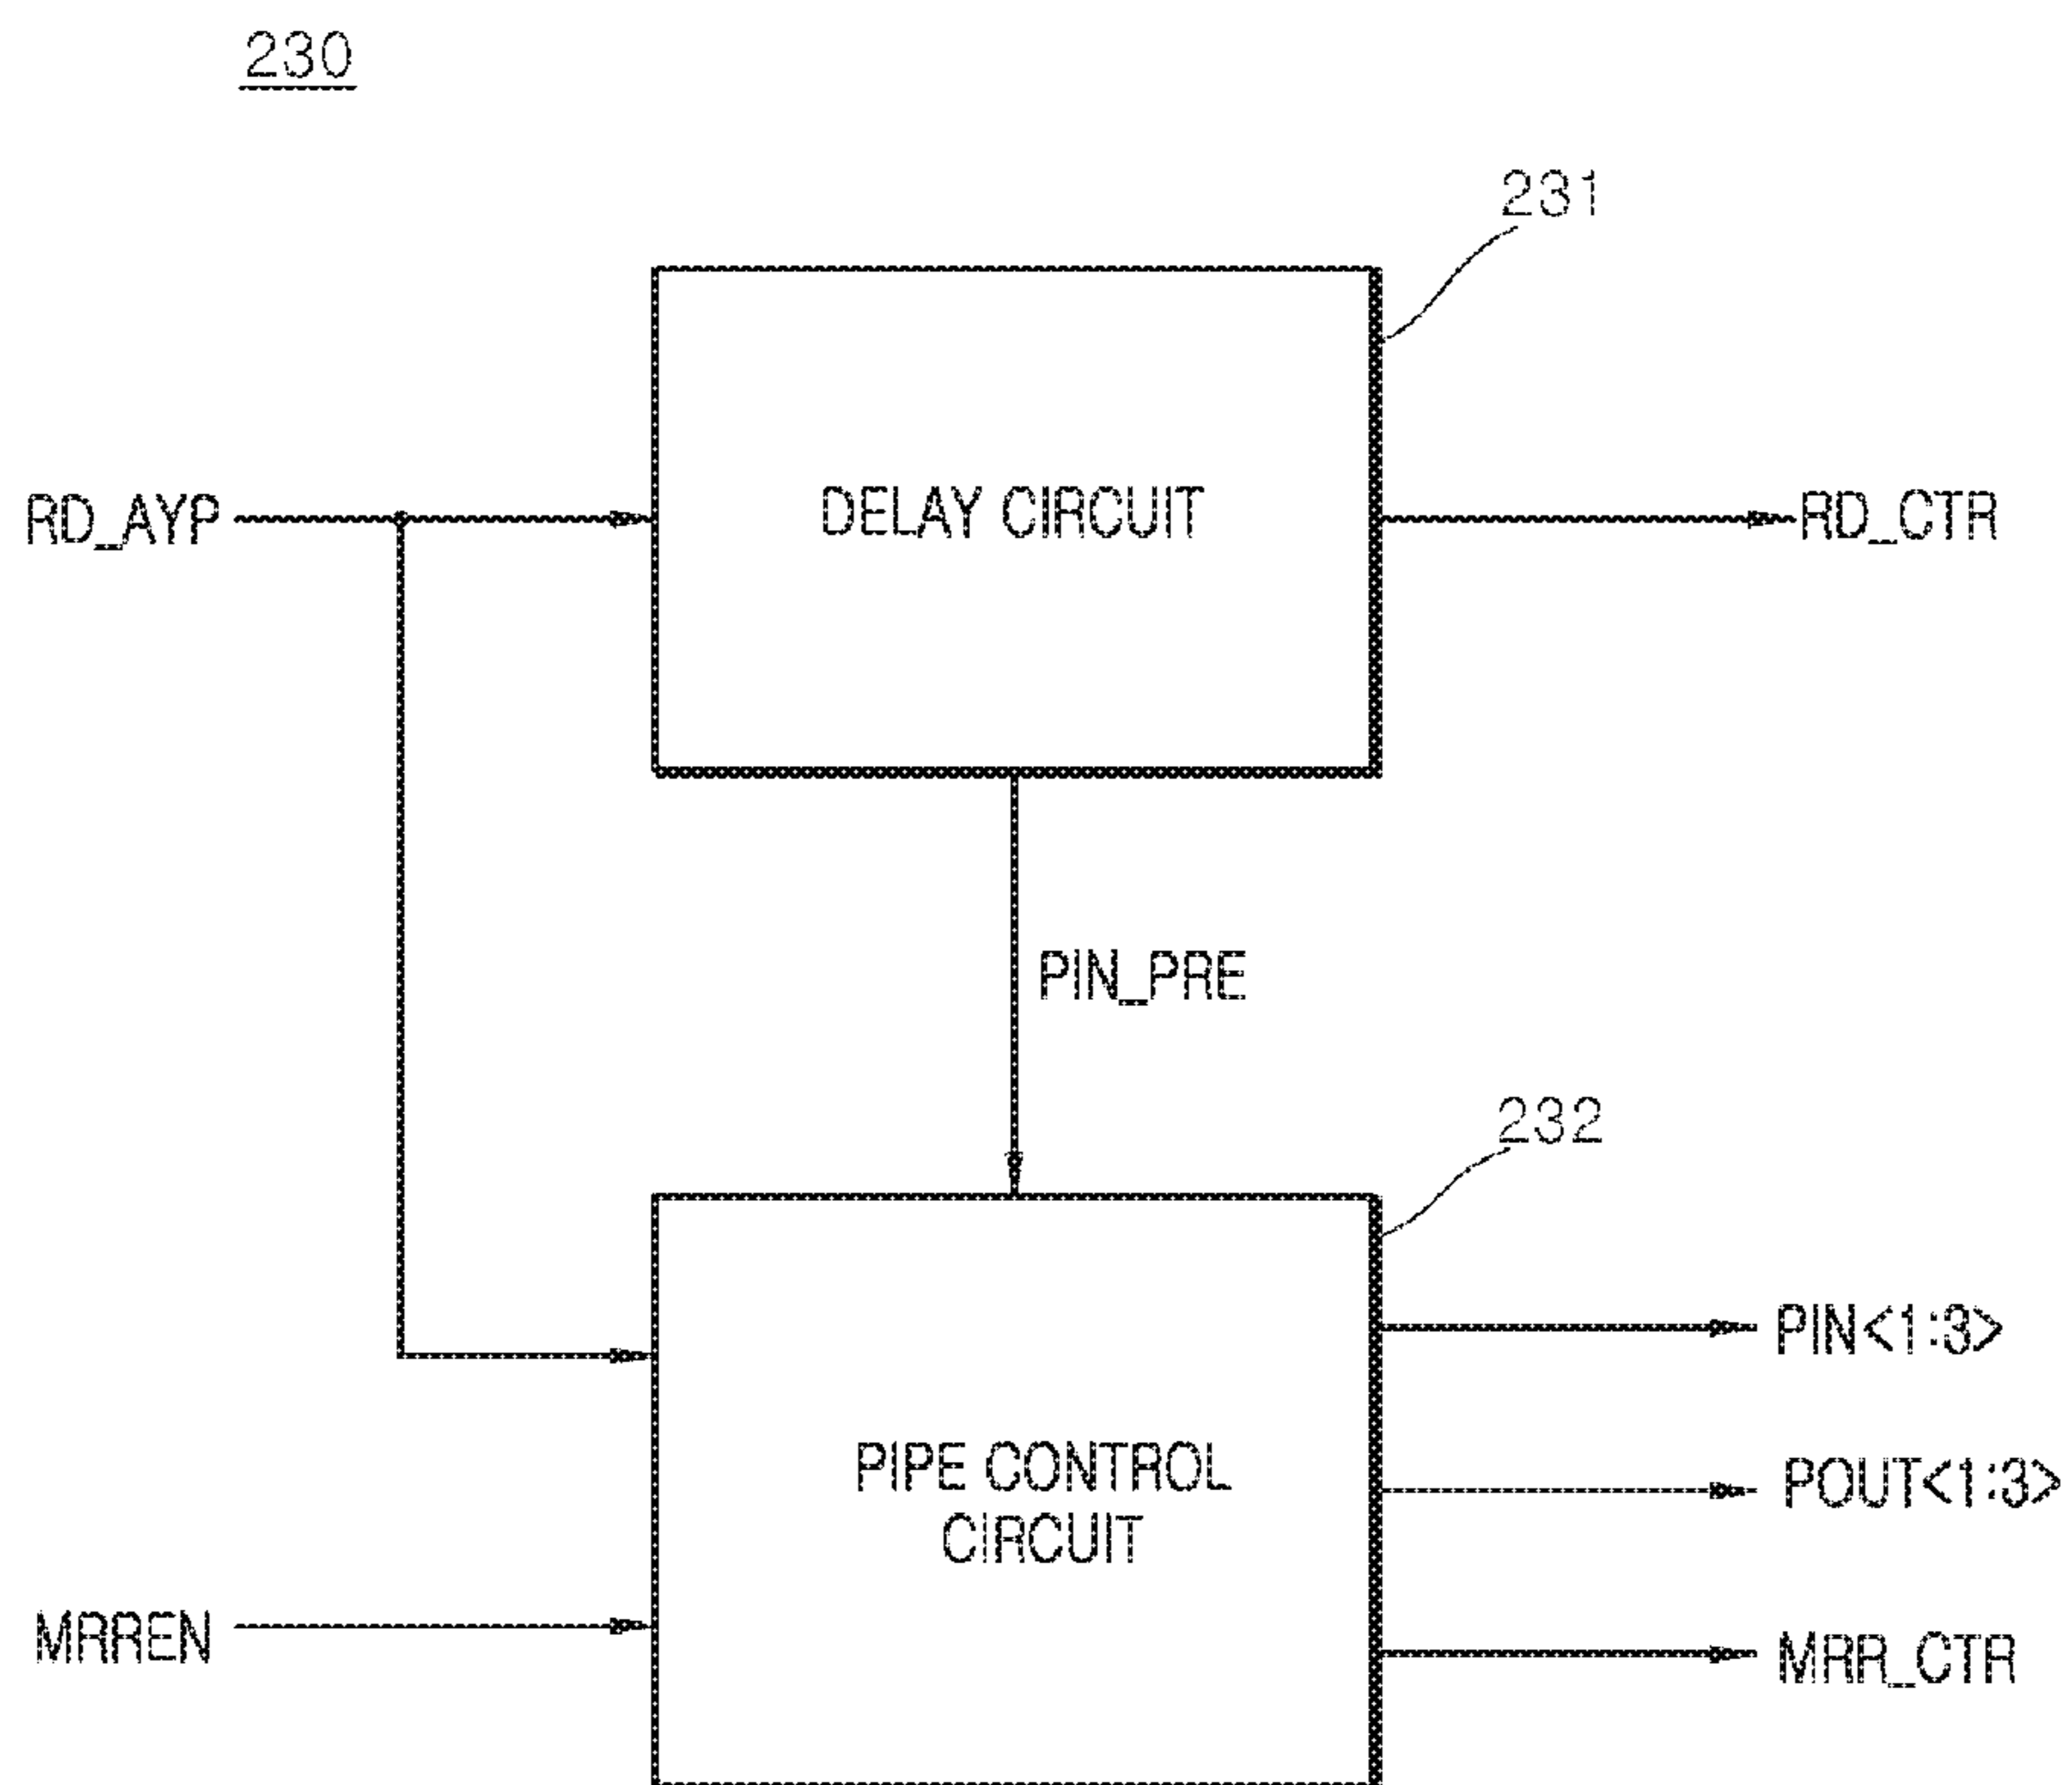 230
231
RD_AYP
DELAY CIRCUIT
RD_CTR
PIN_PRE
232
PIN<1:3>
PIPE CONTROL
CIRCUIT
POUT<1:3>
MRREN
MRR_CTR